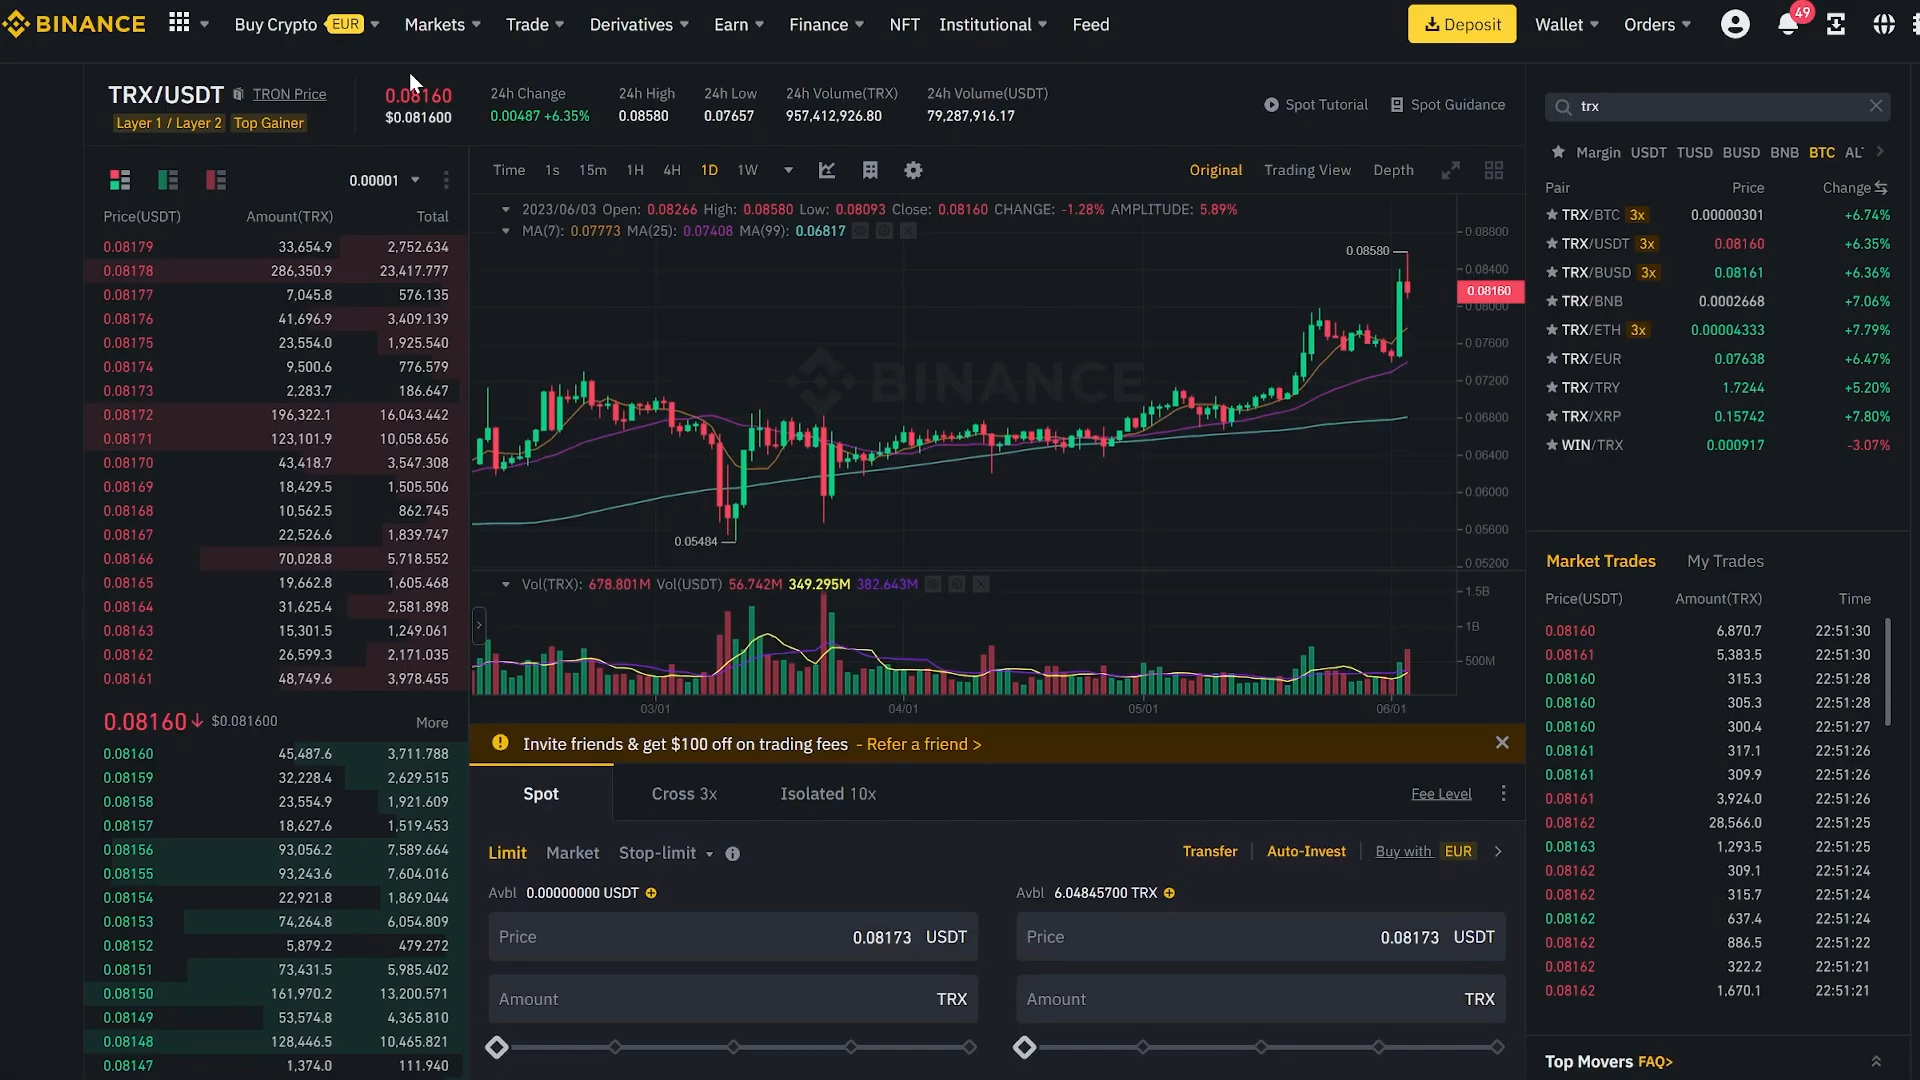 BINANCE Buy Crypto EUR Markets Trade Derivatives Earn Finance NFT Institutional Feed Deposit Wallet Orders 49
TRX/USDT TRON Price
Layer 1 / Layer 2 Top Gainer
0.08160
$0.081600
24h Change 24h High 24h Low 24h Volume(TRX) 24h Volume(USDT)
0.00487 +6.35% 0.08580 0.07657 957,412,926.80 79,287,916.17
Spot Tutorial Spot Guidance
0.00001
Price(USDT) Amount(TRX) Total
0.08179 33,654.9 2,752.634
0.08178 286,350.9 23,417.777
0.08177 7,045.8 576.135
0.08176 41,696.9 3,409.139
0.08175 23,554.0 1,925.540
0.08174 9,500.6 776.579
0.08173 2,283.7 186.647
0.08172 196,322.1 16,043.442
0.08171 123,101.9 10,058.656
0.08170 43,418.7 3,547.308
0.08169 18,429.5 1,505.506
0.08168 10,562.5 862.745
0.08167 22,526.6 1,839.747
0.08166 70,028.8 5,718.552
0.08165 19,662.8 1,605.468
0.08164 31,625.4 2,581.898
0.08163 15,301.5 1,249.061
0.08162 26,599.3 2,171.035
0.08161 48,749.6 3,978.455
0.08160↓ $0.081600 More
0.08160 45,487.6 3,711.788
0.08159 32,228.4 2,629.515
0.08158 23,554.9 1,921.609
0.08157 18,627.6 1,519.453
0.08156 93,056.2 7,589.664
0.08155 93,243.6 7,604.016
0.08154 22,921.8 1,869.044
0.08153 74,264.8 6,054.809
0.08152 5,879.2 479.272
0.08151 73,431.5 5,985.402
0.08150 161,970.2 13,200.571
0.08149 53,574.8 4,365.810
0.08148 128,446.5 10,465.821
0.08147 1,374.0 111.940
Time 1s 15m 1H 4H 1D 1W Original Trading View Depth
2023/06/03 Open: 0.08266 High: 0.08580 Low: 0.08093 Close: 0.08160 CHANGE: -1.28% AMPLITUDE: 5.89%
MA(7): 0.07773 MA(25): 0.07408 MA(99): 0.06817
0.08580
0.05484
BINANCE
0.08800
0.08400
0.08160
0.08000
0.07600
0.07200
0.06800
0.06400
0.06000
0.05600
0.05200
Vol(TRX): 678.801M Vol(USDT) 56.742M 349.295M 382.643M
1.5B
1B
500M
03/01 04/01 05/01 06/01
Invite friends & get $100 off on trading fees - Refer a friend >
Spot Cross 3x Isolated 10x Fee Level
Limit Market Stop-limit Transfer Auto-Invest Buy with EUR
Avbl 0.00000000 USDT Avbl 6.04845700 TRX
Price 0.08173 USDT Price 0.08173 USDT
Amount TRX Amount TRX
trx
Margin USDT TUSD BUSD BNB BTC AL
Pair Price Change
TRX/BTC 3x 0.00000301 +6.74%
TRX/USDT 3x 0.08160 +6.35%
TRX/BUSD 3x 0.08161 +6.36%
TRX/BNB 0.0002668 +7.06%
TRX/ETH 3x 0.00004333 +7.79%
TRX/EUR 0.07638 +6.47%
TRX/TRY 1.7244 +5.20%
TRX/XRP 0.15742 +7.80%
WIN/TRX 0.000917 -3.07%
Market Trades My Trades
Price(USDT) Amount(TRX) Time
0.08160 6,870.7 22:51:30
0.08161 5,383.5 22:51:30
0.08160 315.3 22:51:28
0.08160 305.3 22:51:28
0.08160 300.4 22:51:27
0.08161 317.1 22:51:26
0.08161 309.9 22:51:26
0.08161 3,924.0 22:51:26
0.08162 28,566.0 22:51:25
0.08163 1,293.5 22:51:25
0.08162 309.1 22:51:24
0.08162 315.7 22:51:24
0.08162 637.4 22:51:24
0.08162 886.5 22:51:22
0.08162 322.2 22:51:21
0.08162 1,670.1 22:51:21
Top Movers FAQ>